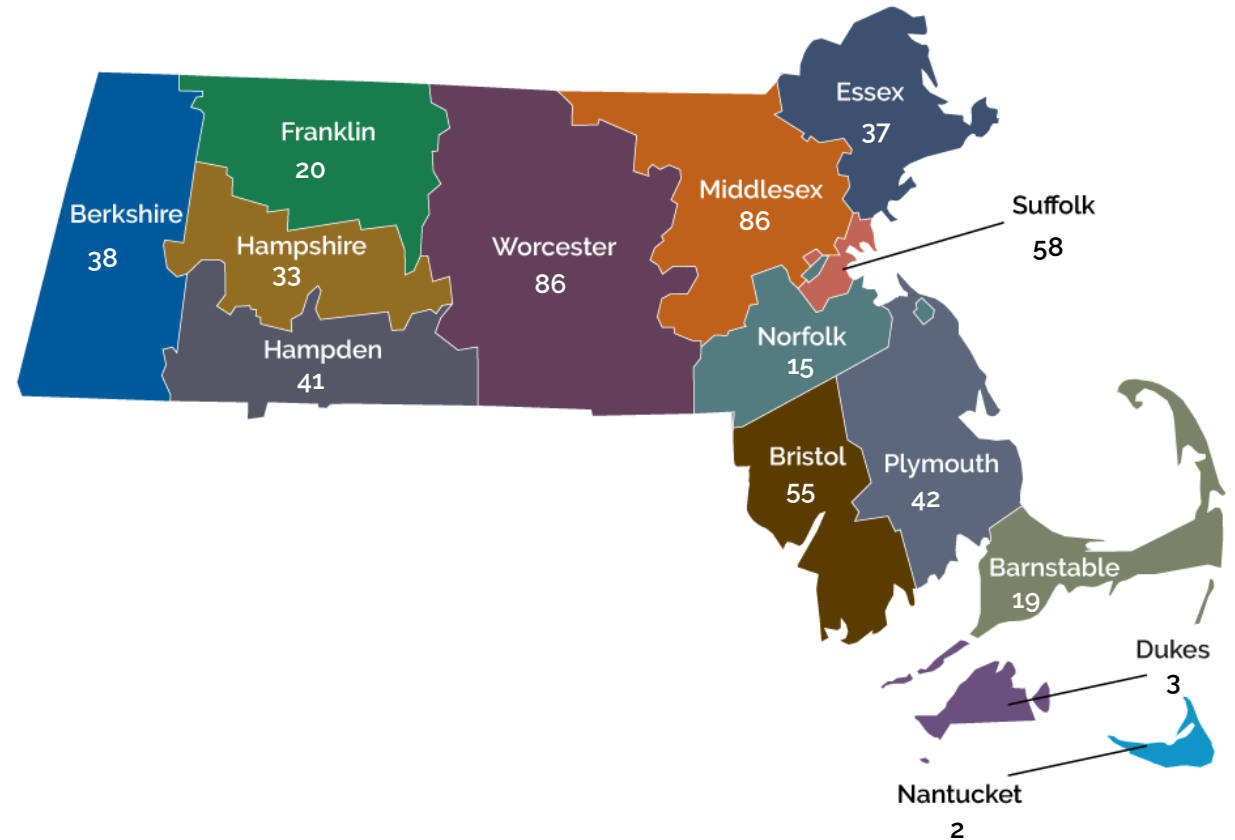 Essex
37
Franklin
20
Middlesex
86
Suffolk
58
Berkshire
38
Hampshire
33
Worcester
86
Norfolk
15
Hampden
41
Bristol
55
Plymouth
42
Barnstable
19
Dukes
3
Nantucket
2